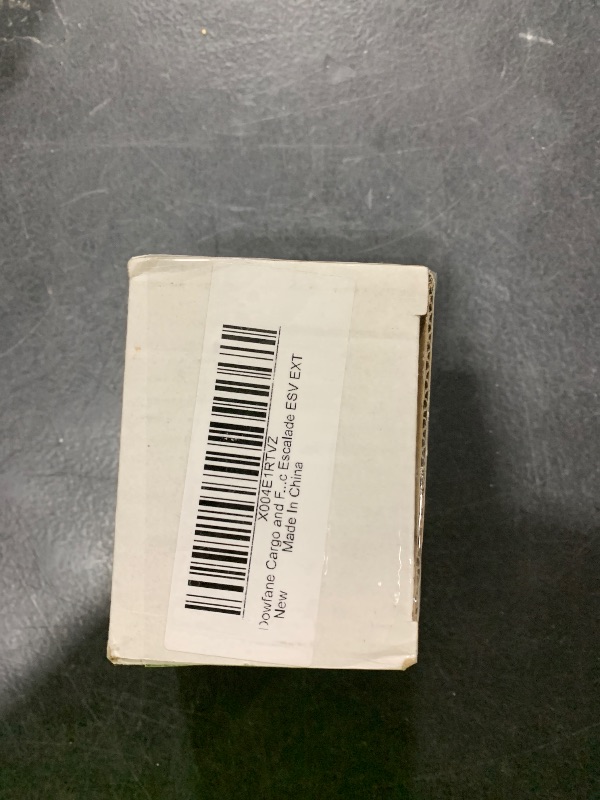 X004E1RTVZ
Dowfane Cargo and F...c Escalade ESV EXT
New
Made In China